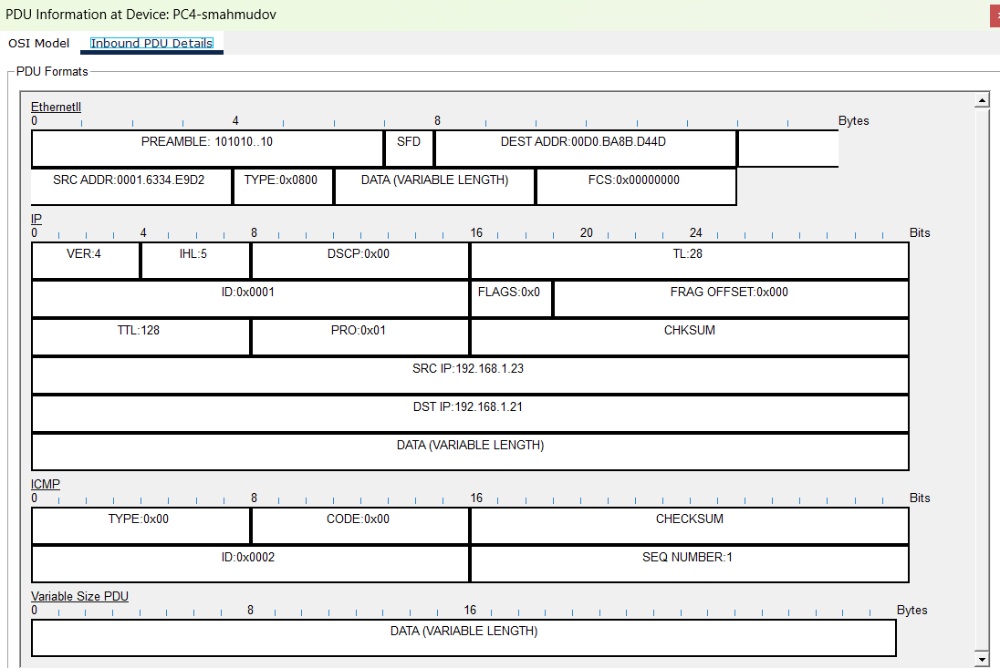 PDU Information at Device: PC4-smahmudov
OSI Model Inbound PDU Details
PDU Formats
EthernetII
0 4 8 Bytes
PREAMBLE: 101010..10 SFD DEST ADDR:00D0.BA8B.D44D
SRC ADDR:0001.6334.E9D2 TYPE:0x0800 DATA (VARIABLE LENGTH) FCS:0x00000000
IP
0 4 8 16 20 24 Bits
VER:4 IHL:5 DSCP:0x00 TL:28
ID:0x0001 FLAGS:0x0 FRAG OFFSET:0x000
TTL:128 PRO:0x01 CHKSUM
SRC IP:192.168.1.23
DST IP:192.168.1.21
DATA (VARIABLE LENGTH)
ICMP
0 8 16 Bits
TYPE:0x00 CODE:0x00 CHECKSUM
ID:0x0002 SEQ NUMBER:1
Variable Size PDU
0 8 16 Bytes
DATA (VARIABLE LENGTH)